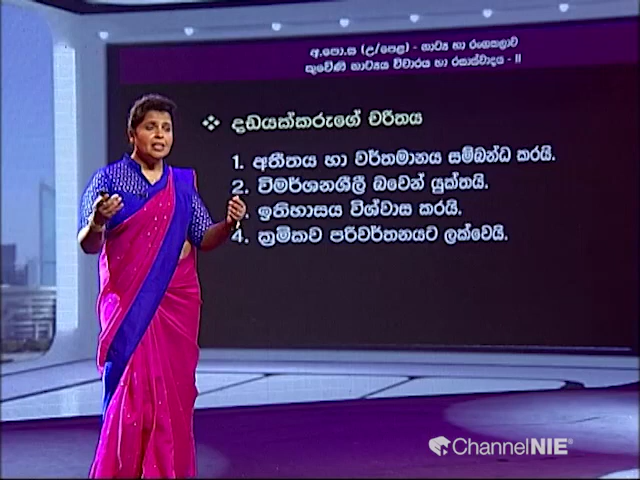 අ.පො.ස (උ/පෙළ) - නාට්‍ය හා රංගකලාව
කුවේණි නාට්‍යය විචාරය හා රසාස්වාදය - II
දඩයක්කරුගේ චරිතය
1. අතීතය හා වර්තමානය සම්බන්ධ කරයි.
2. විමර්ශනශීලී බවෙන් යුක්තයි.
. ඉතිහාසය විශ්වාස කරයි.
4. ක්‍රමිකව පරිවර්තනයට ලක්වෙයි.
ChannelNIE